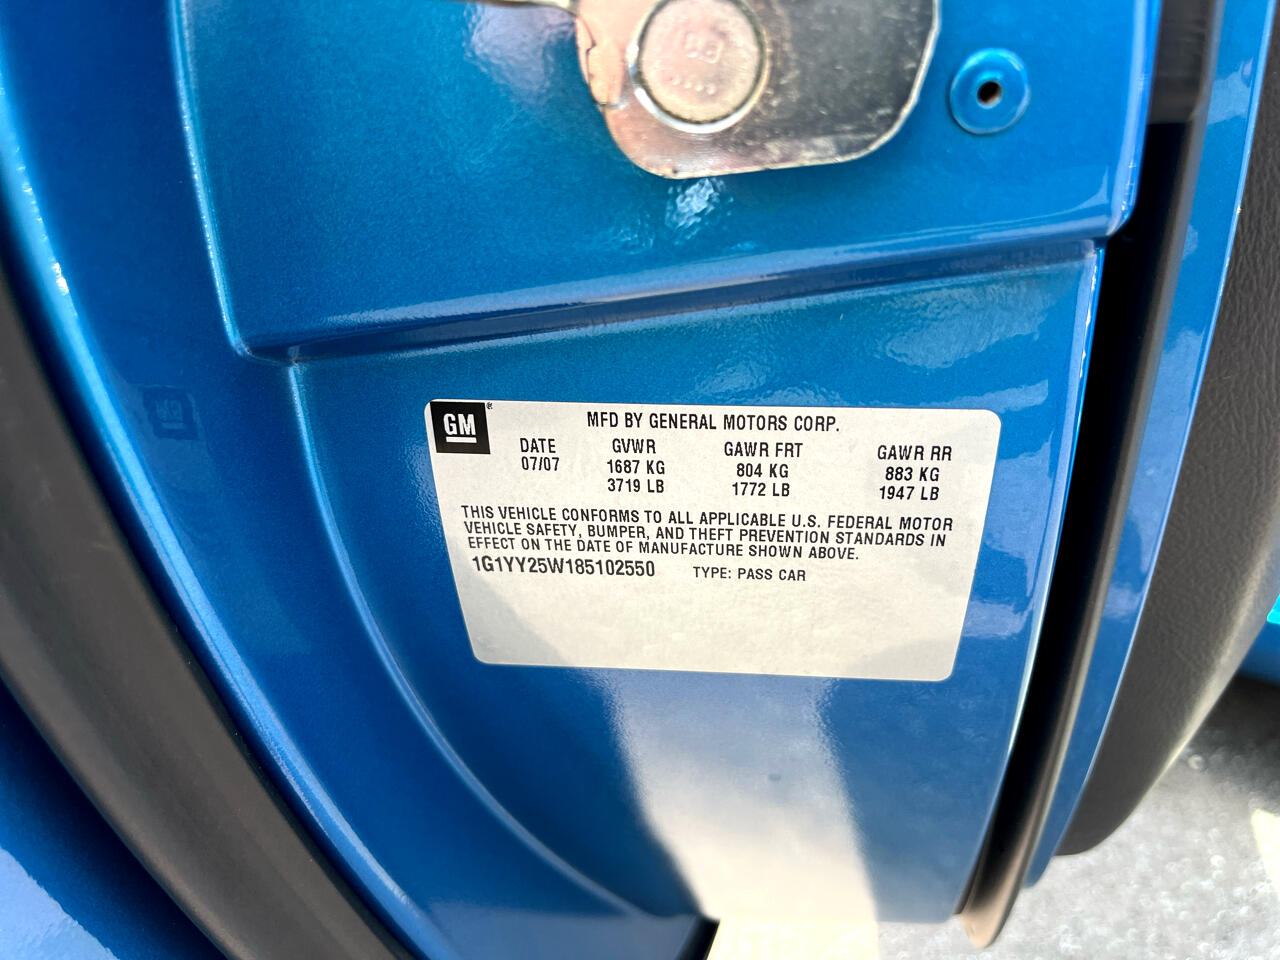 GM ®
MFD BY GENERAL MOTORS CORP.
DATE GVWR GAWR FRT GAWR RR
07/07 1687 KG 804 KG 883 KG
3719 LB 1772 LB 1947 LB
THIS VEHICLE CONFORMS TO ALL APPLICABLE U.S. FEDERAL MOTOR
VEHICLE SAFETY, BUMPER, AND THEFT PREVENTION STANDARDS IN
EFFECT ON THE DATE OF MANUFACTURE SHOWN ABOVE.
1G1YY25W185102550 TYPE: PASS CAR